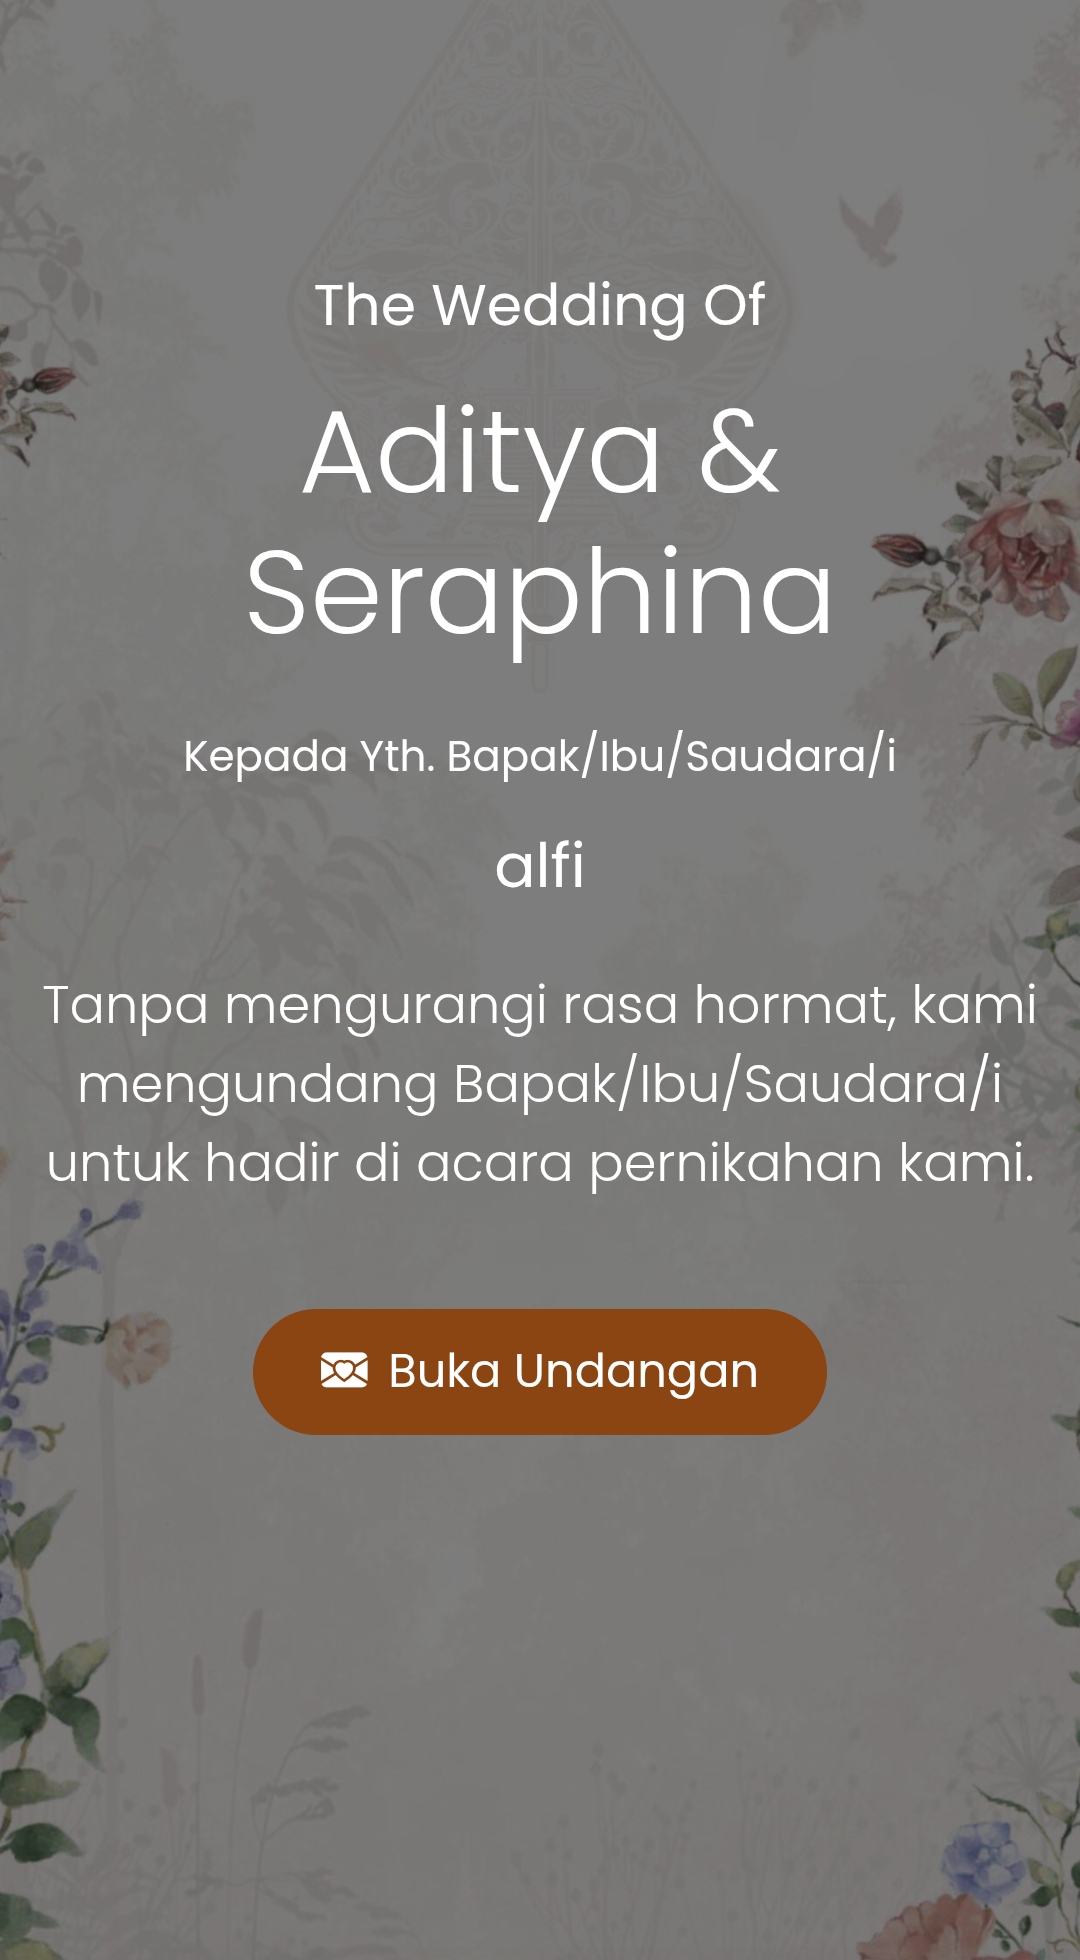 The Wedding Of
Aditya &
Seraphina
Kepada Yth. Bapak/Ibu/Saudara/i
alfi
Tanpa mengurangi rasa hormat, kami
mengundang Bapak/Ibu/Saudara/i
untuk hadir di acara pernikahan kami.
Buka Undangan